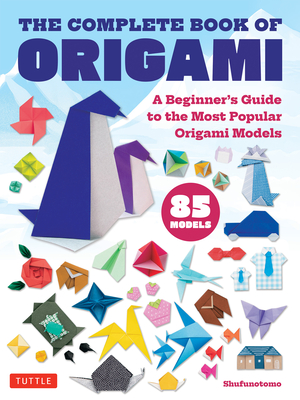 THE COMPLETE BOOK OF
ORIGAMI
A Beginner's Guide
to the Most Popular
Origami Models
85
MODELS
Shufunotomo
TUTTLE